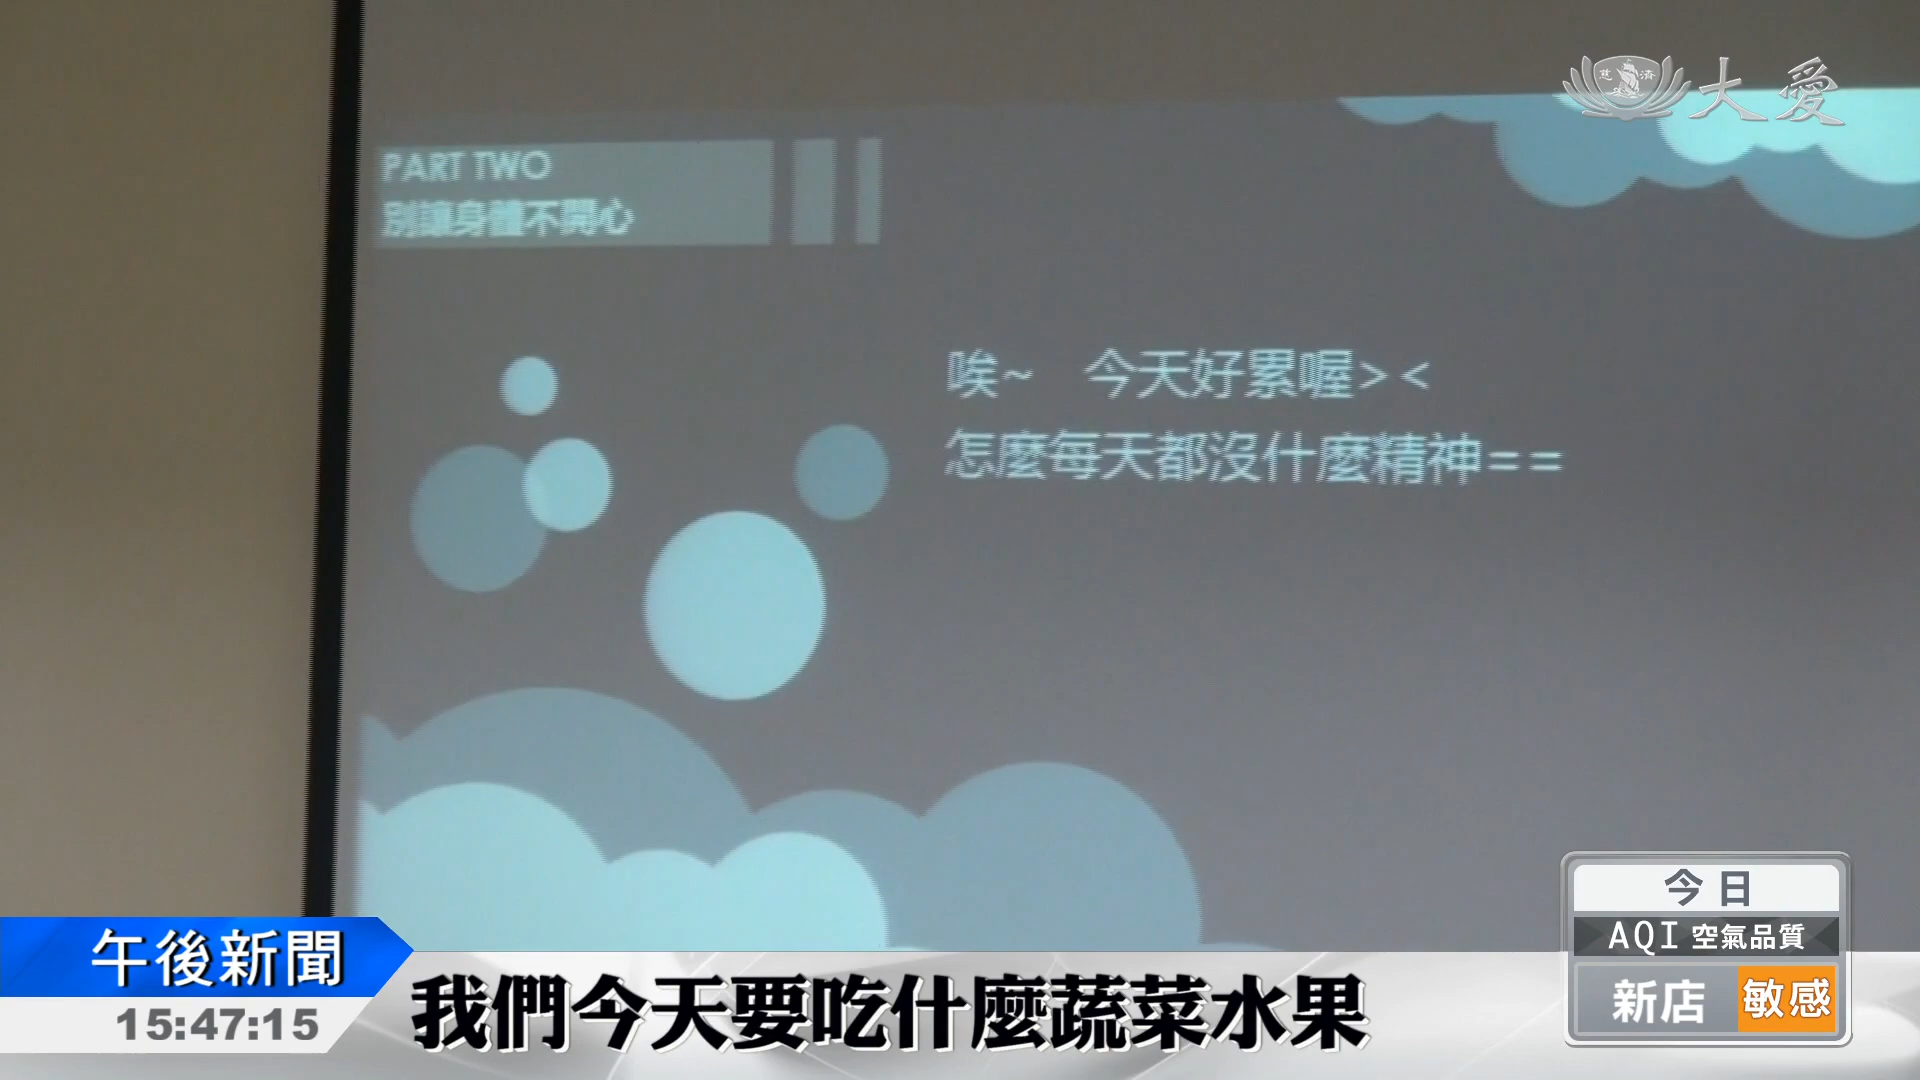 慈濟
大愛
PART TWO
別讓身體不開心
唉~ 今天好累喔><
怎麼每天都沒什麼精神==
今日
AQI 空氣品質
新店 敏感
午後新聞
15:47:15
我們今天要吃什麼蔬菜水果